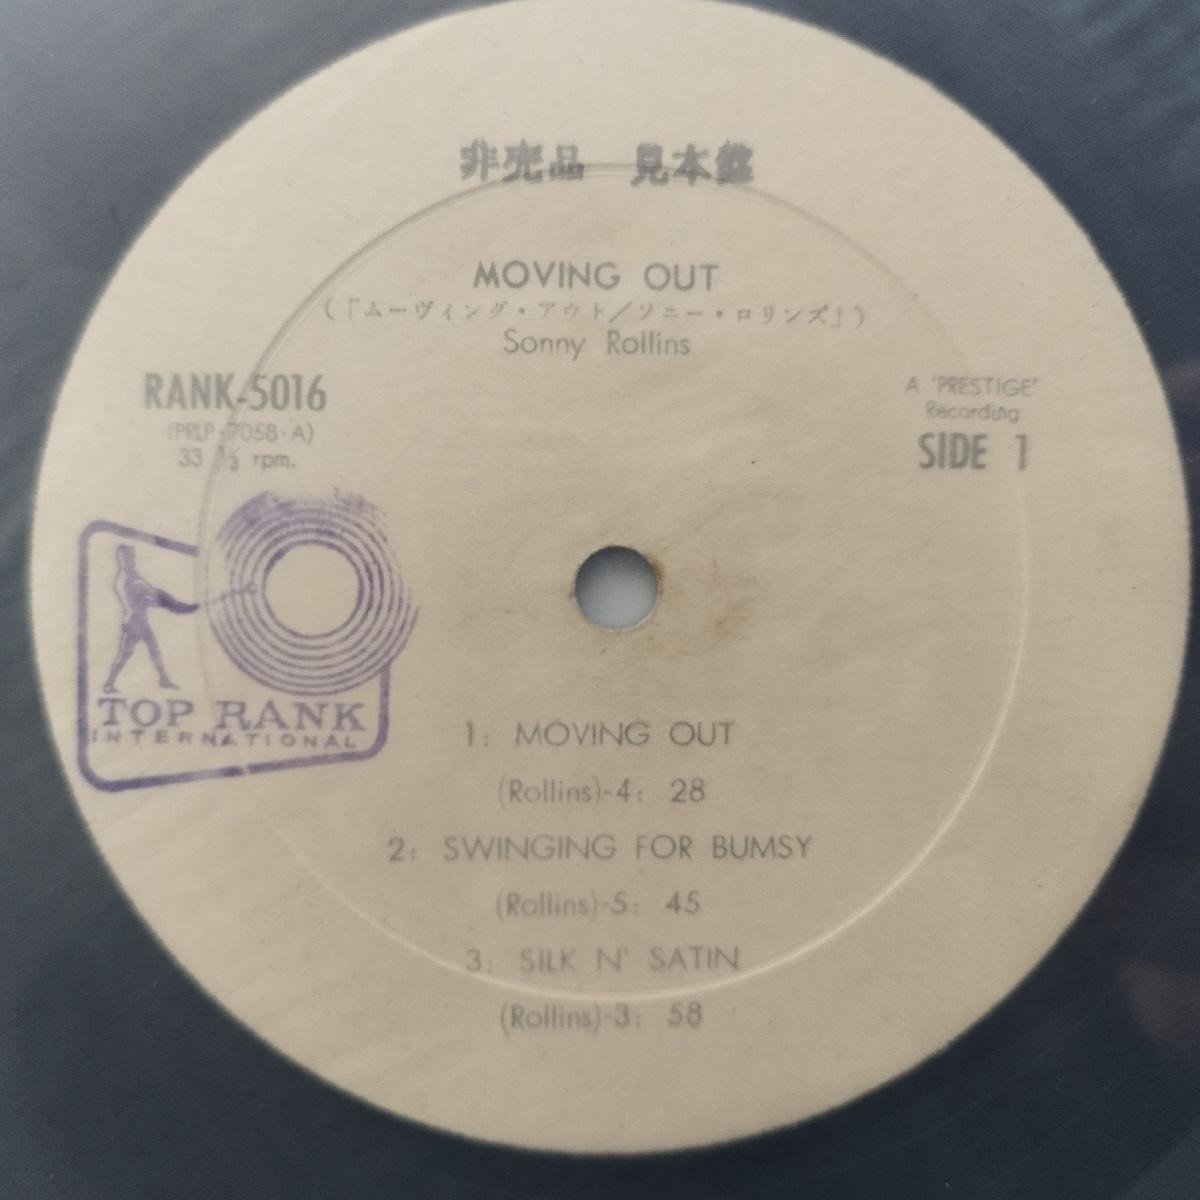 非売品　見本盤
MOVING OUT
(「ムーヴィング・アウト／ソニー・ロリンズ」)
Sonny Rollins
RANK-5016
(PRLP-7058-A)
33 ⅓ rpm.
A 'PRESTIGE'
Recording
SIDE 1
TOP RANK
INTERNATIONAL
1: MOVING OUT
(Rollins)-4: 28
2: SWINGING FOR BUMSY
(Rollins)-5: 45
3: SILK N' SATIN
(Rollins)-3: 58